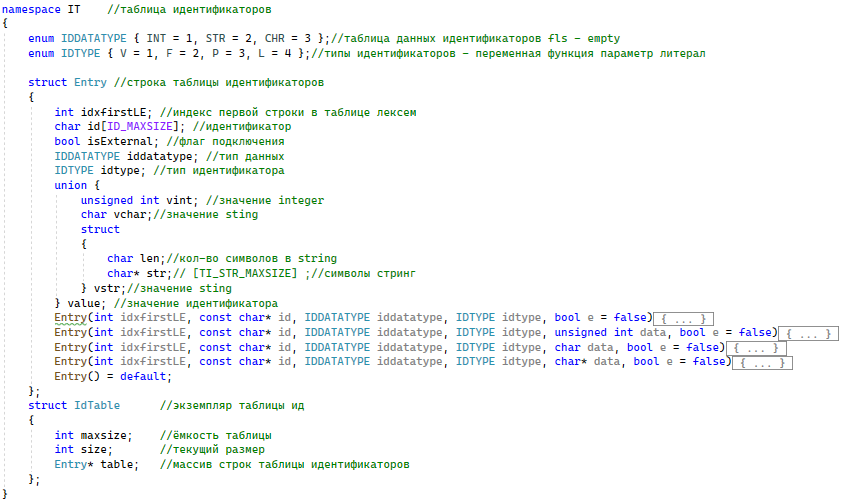 namespace IT    //таблица идентификаторов
{
    enum IDDATATYPE { INT = 1, STR = 2, CHR = 3 };//таблица данных идентификаторов fls - empty
    enum IDTYPE { V = 1, F = 2, P = 3, L = 4 };//типы идентификаторов - переменная функция параметр литерал

    struct Entry //строка таблицы идентификаторов
    {
        int idxfirstLE; //индекс первой строки в таблице лексем
        char id[ID_MAXSIZE]; //идентификатор
        bool isExternal; //флаг подключения
        IDDATATYPE iddatatype; //тип данных
        IDTYPE idtype; //тип идентификатора
        union {
            unsigned int vint; //значение integer
            char vchar;//значение sting
            struct
            {
                char len;//кол-во символов в string
                char* str;// [TI_STR_MAXSIZE] ;//символы стринг
            } vstr;//значение sting
        } value; //значение идентификатора
        Entry(int idxfirstLE, const char* id, IDDATATYPE iddatatype, IDTYPE idtype, bool e = false){ ... }
        Entry(int idxfirstLE, const char* id, IDDATATYPE iddatatype, IDTYPE idtype, unsigned int data, bool e = false){ ... }
        Entry(int idxfirstLE, const char* id, IDDATATYPE iddatatype, IDTYPE idtype, char data, bool e = false){ ... }
        Entry(int idxfirstLE, const char* id, IDDATATYPE iddatatype, IDTYPE idtype, char* data, bool e = false){ ... }
        Entry() = default;
    };
    struct IdTable      //экземпляр таблицы ид
    {
        int maxsize;    //ёмкость таблицы
        int size;       //текущий размер
        Entry* table;   //массив строк таблицы идентификаторов
    };
}